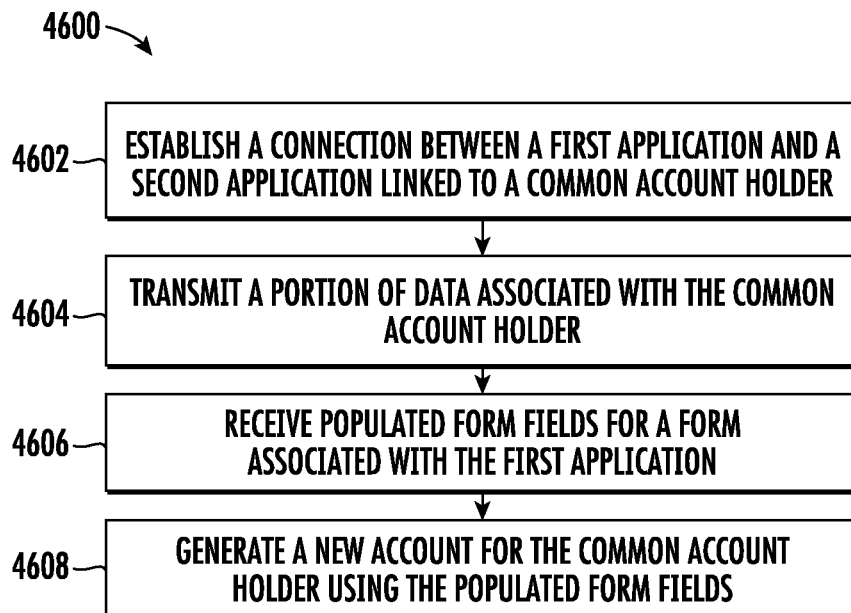 4600
4602
ESTABLISH A CONNECTION BETWEEN A FIRST APPLICATION AND A
SECOND APPLICATION LINKED TO A COMMON ACCOUNT HOLDER
4604
TRANSMIT A PORTION OF DATA ASSOCIATED WITH THE COMMON
ACCOUNT HOLDER
4606
RECEIVE POPULATED FORM FIELDS FOR A FORM
ASSOCIATED WITH THE FIRST APPLICATION
4608
GENERATE A NEW ACCOUNT FOR THE COMMON ACCOUNT
HOLDER USING THE POPULATED FORM FIELDS